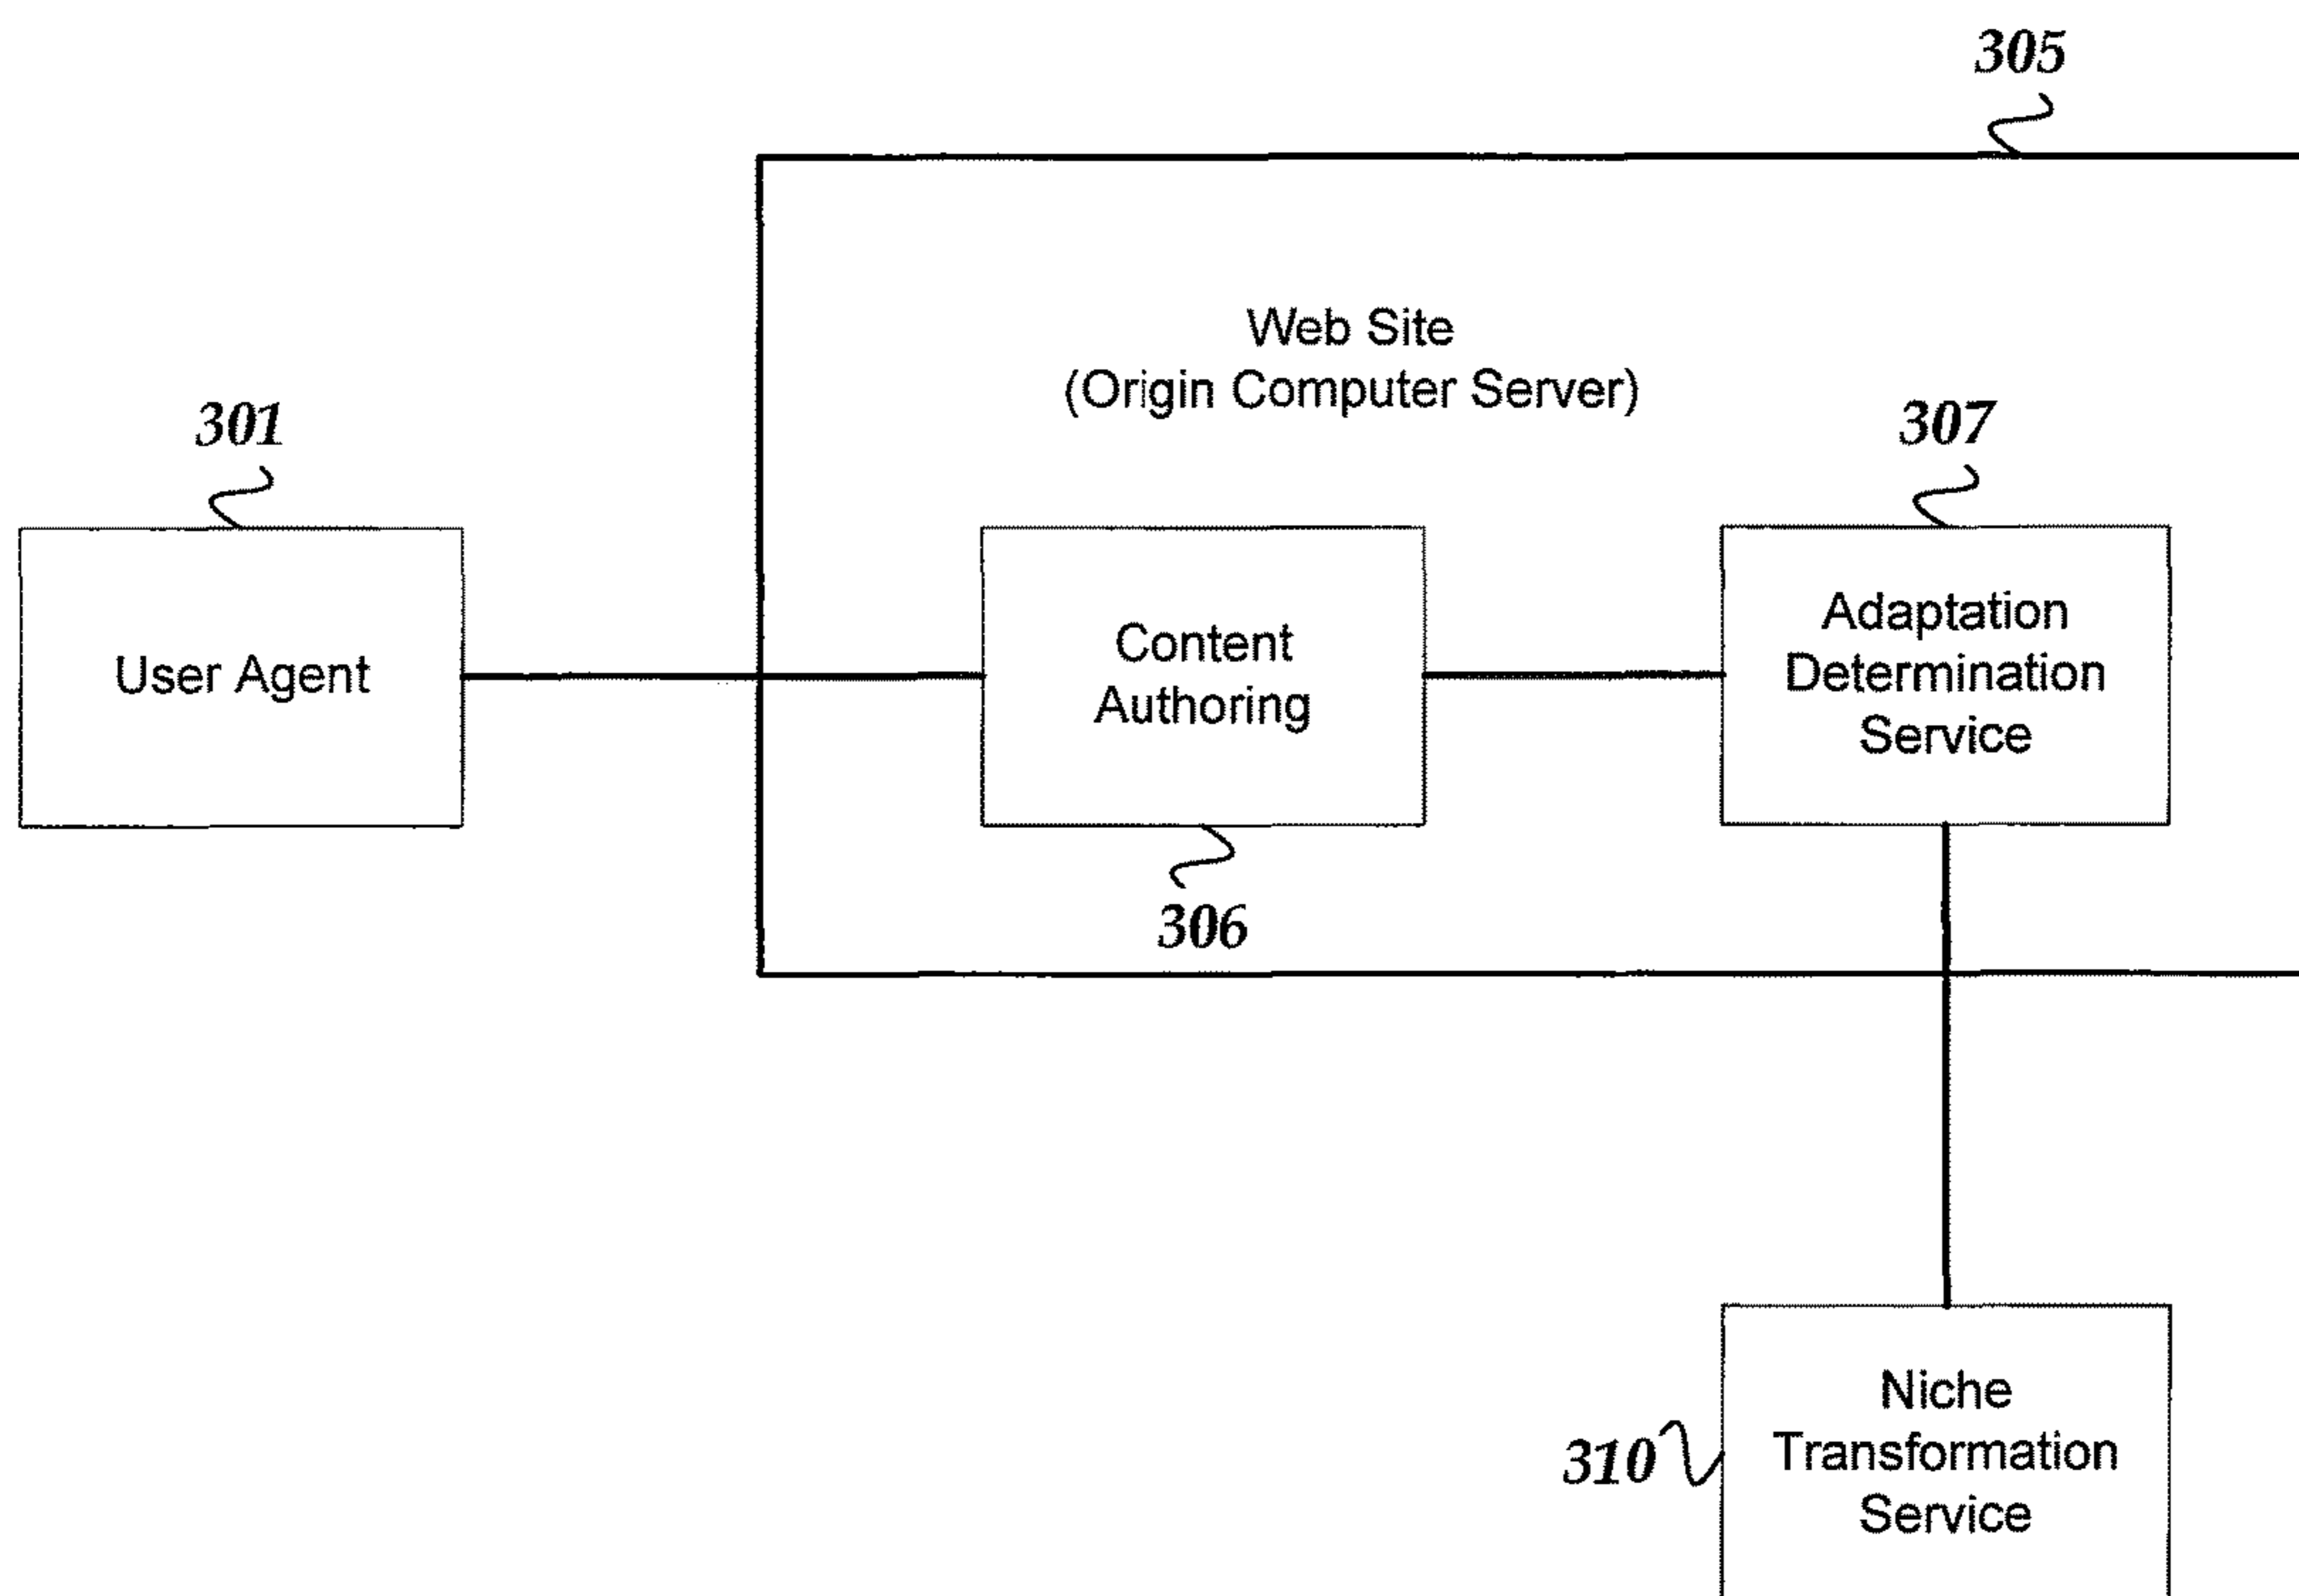 305
Web Site
(Origin Computer Server)
301
307
User Agent
Content
Authoring
Adaptation
Determination
Service
306
310
Niche
Transformation
Service